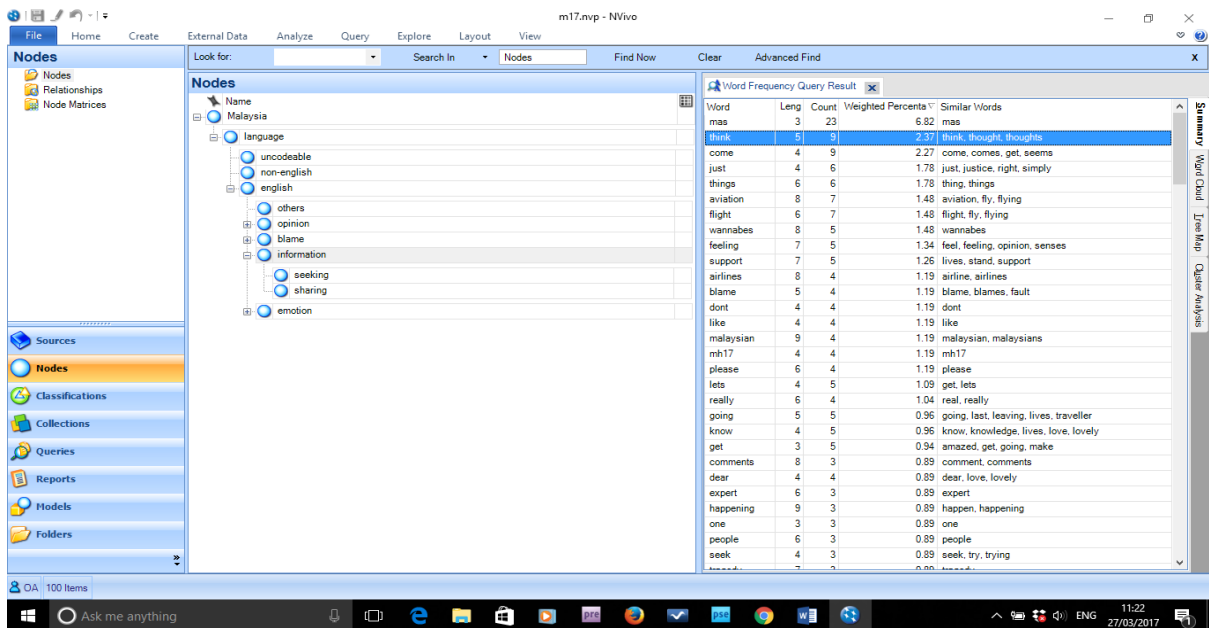 m17.nvp - NVivo
File Home Create External Data Analyze Query Explore Layout View
Nodes
Look for: Search In Nodes Find Now Clear Advanced Find x
Nodes
Relationships
Node Matrices
Sources
Nodes
Classifications
Collections
Queries
Reports
Models
Folders
Nodes
Name
Malaysia
language
uncodeable
non-english
english
others
opinion
blame
information
seeking
sharing
emotion
Word Frequency Query Result
Word Leng Count Weighted Percenta Similar Words
mas 3 23 6.82 mas
think 5 9 2.37 think, thought, thoughts
come 4 9 2.27 come, comes, get, seems
just 4 6 1.78 just, justice, right, simply
things 6 6 1.78 thing, things
aviation 8 7 1.48 aviation, fly, flying
flight 6 7 1.48 flight, fly, flying
wannabes 8 5 1.48 wannabes
feeling 7 5 1.34 feel, feeling, opinion, senses
support 7 5 1.26 lives, stand, support
airlines 8 4 1.19 airline, airlines
blame 5 4 1.19 blame, blames, fault
dont 4 4 1.19 dont
like 4 4 1.19 like
malaysian 9 4 1.19 malaysian, malaysians
mh17 4 4 1.19 mh17
please 6 4 1.19 please
lets 4 5 1.09 get, lets
really 6 4 1.04 real, really
going 5 5 0.96 going, last, leaving, lives, traveller
know 4 5 0.96 know, knowledge, lives, love, lovely
get 3 5 0.94 amazed, get, going, make
comments 8 3 0.89 comment, comments
dear 4 4 0.89 dear, love, lovely
expert 6 3 0.89 expert
happening 9 3 0.89 happen, happening
one 3 3 0.89 one
people 6 3 0.89 people
seek 4 3 0.89 seek, try, trying
Summary
Word Cloud
Tree Map
Cluster Analysis
OA 100 Items
Ask me anything
pre
pse
ENG
11:22
27/03/2017